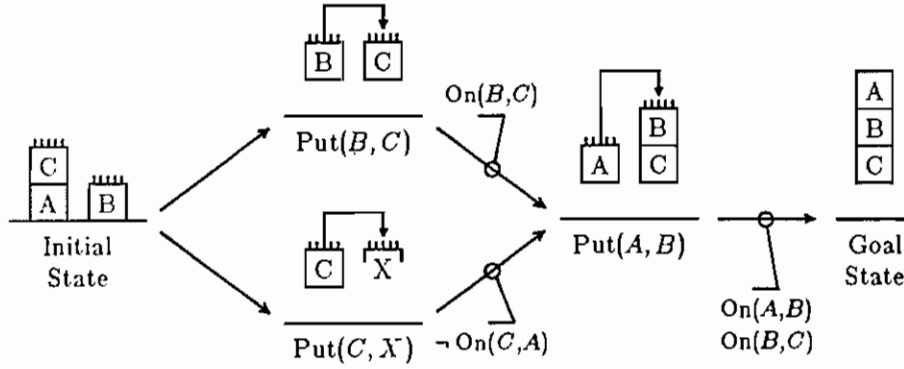 B C
On(B,C)
Put(B,C)
A
B
C
Put(A,B)
A
B
C
C
A
B
Initial
State
C X
¬ On(C,A)
Put(C,X)
On(A,B)
On(B,C)
Goal
State